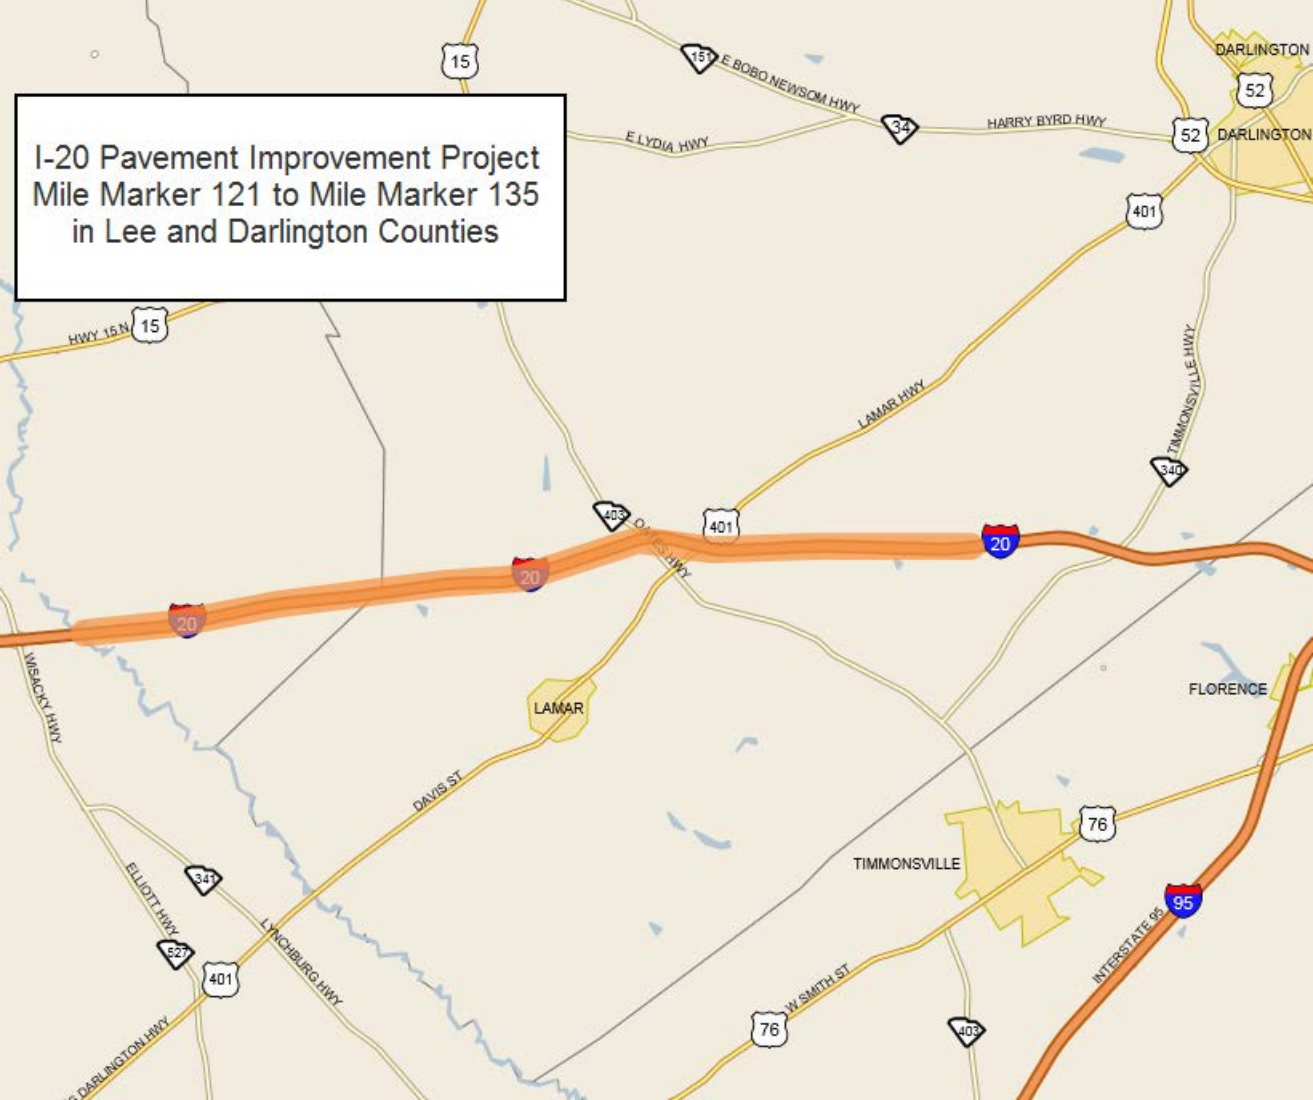 15
151
E BOBO NEWSOM HWY
DARLINGTON
52
I-20 Pavement Improvement Project
Mile Marker 121 to Mile Marker 135
in Lee and Darlington Counties
E LYDIA HWY
34
HARRY BYRD HWY
52
DARLINGTON
401
HWY 15 N
15
LAMAR HWY
TIMMONSVILLE HWY
340
403
OATES HWY
401
20
20
20
WISACKY HWY
LAMAR
FLORENCE
DAVIS ST
76
TIMMONSVILLE
341
ELLIOTT HWY
LYNCHBURG HWY
95
INTERSTATE 95
527
401
W SMITH ST
76
403
DARLINGTON HWY